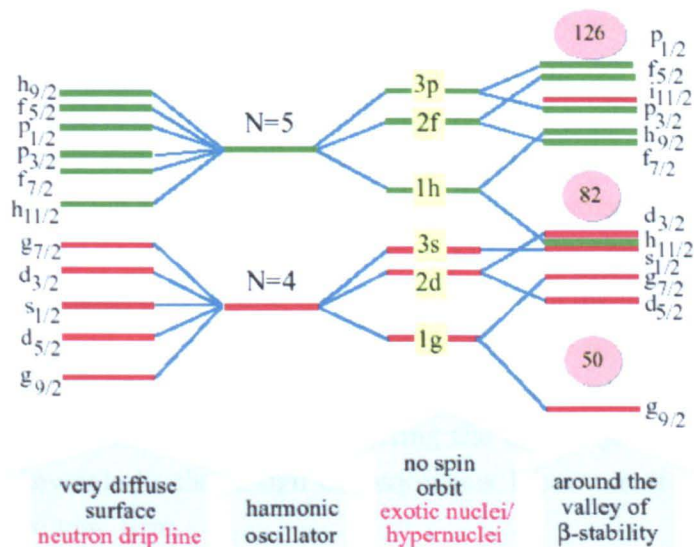 h9/2
f5/2
p1/2
p3/2
f7/2
h11/2
g7/2
d3/2
s1/2
d5/2
g9/2
N=5
N=4
3p
2f
1h
3s
2d
1g
126
82
50
p1/2
f5/2
i11/2
p3/2
h9/2
f7/2
d3/2
h11/2
s1/2
g7/2
d5/2
g9/2
very diffuse
surface
neutron drip line
harmonic
oscillator
no spin
orbit
exotic nuclei/
hypernuclei
around the
valley of
β-stability